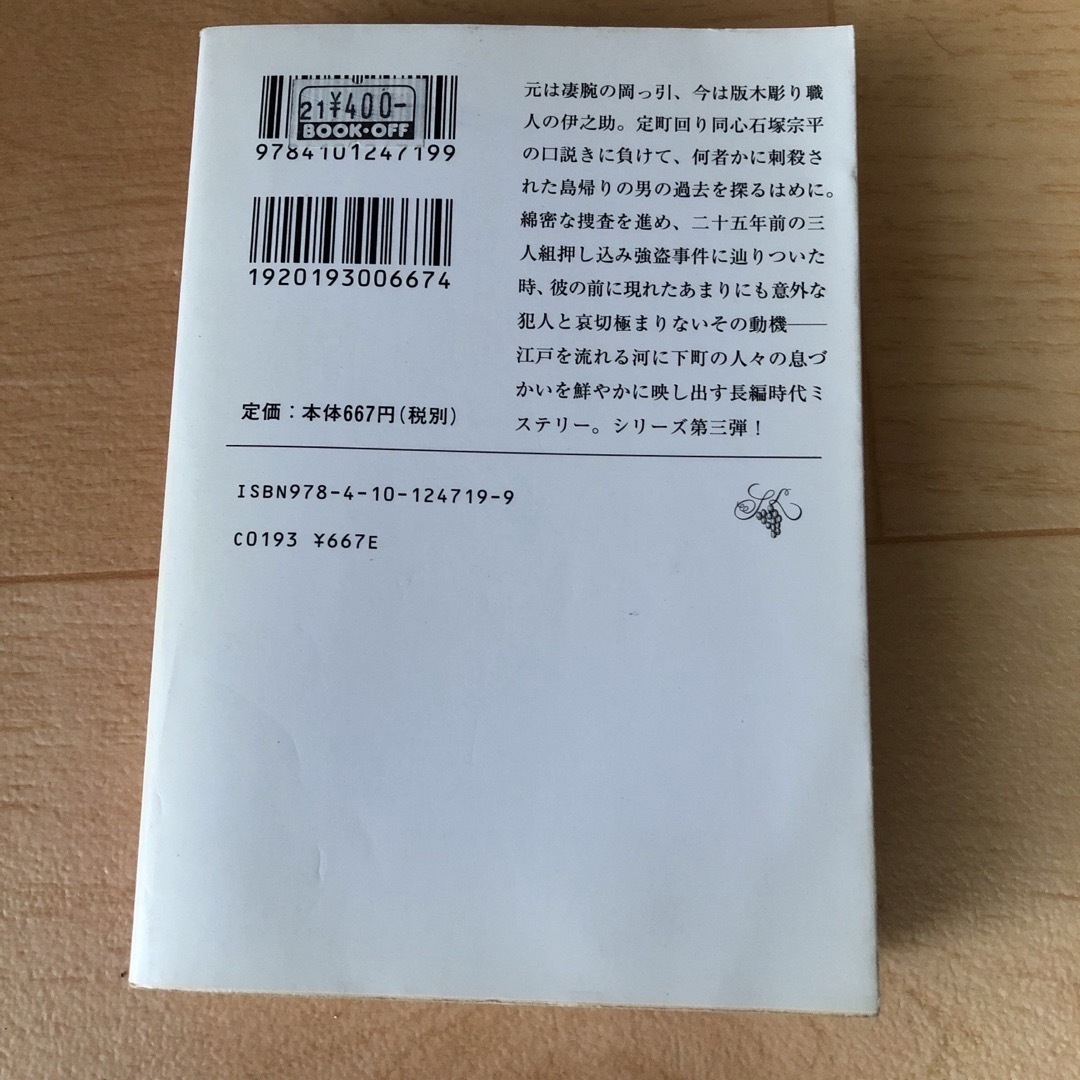 21¥400-
BOOK・OFF
9784101247199
1920193006674
定価：本体667円(税別)
元は凄腕の岡っ引、今は版木彫り職
人の伊之助。定町回り同心石塚宗平
の口説きに負けて、何者かに刺殺さ
れた島帰りの男の過去を探るはめに。
綿密な捜査を進め、二十五年前の三
人組押し込み強盗事件に辿りついた
時、彼の前に現れたあまりにも意外な
犯人と哀切極まりないその動機――
江戸を流れる河に下町の人々の息づ
かいを鮮やかに映し出す長編時代ミ
ステリー。シリーズ第三弾！
ISBN978-4-10-124719-9
C0193 ¥667E
SK